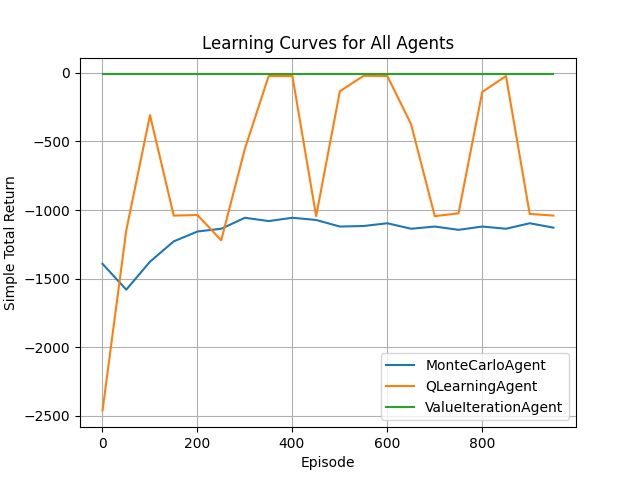 Learning Curves for All Agents
Simple Total Return
0
−500
−1000
−1500
−2000
−2500
0
200
400
600
800
Episode
MonteCarloAgent
QLearningAgent
ValueIterationAgent